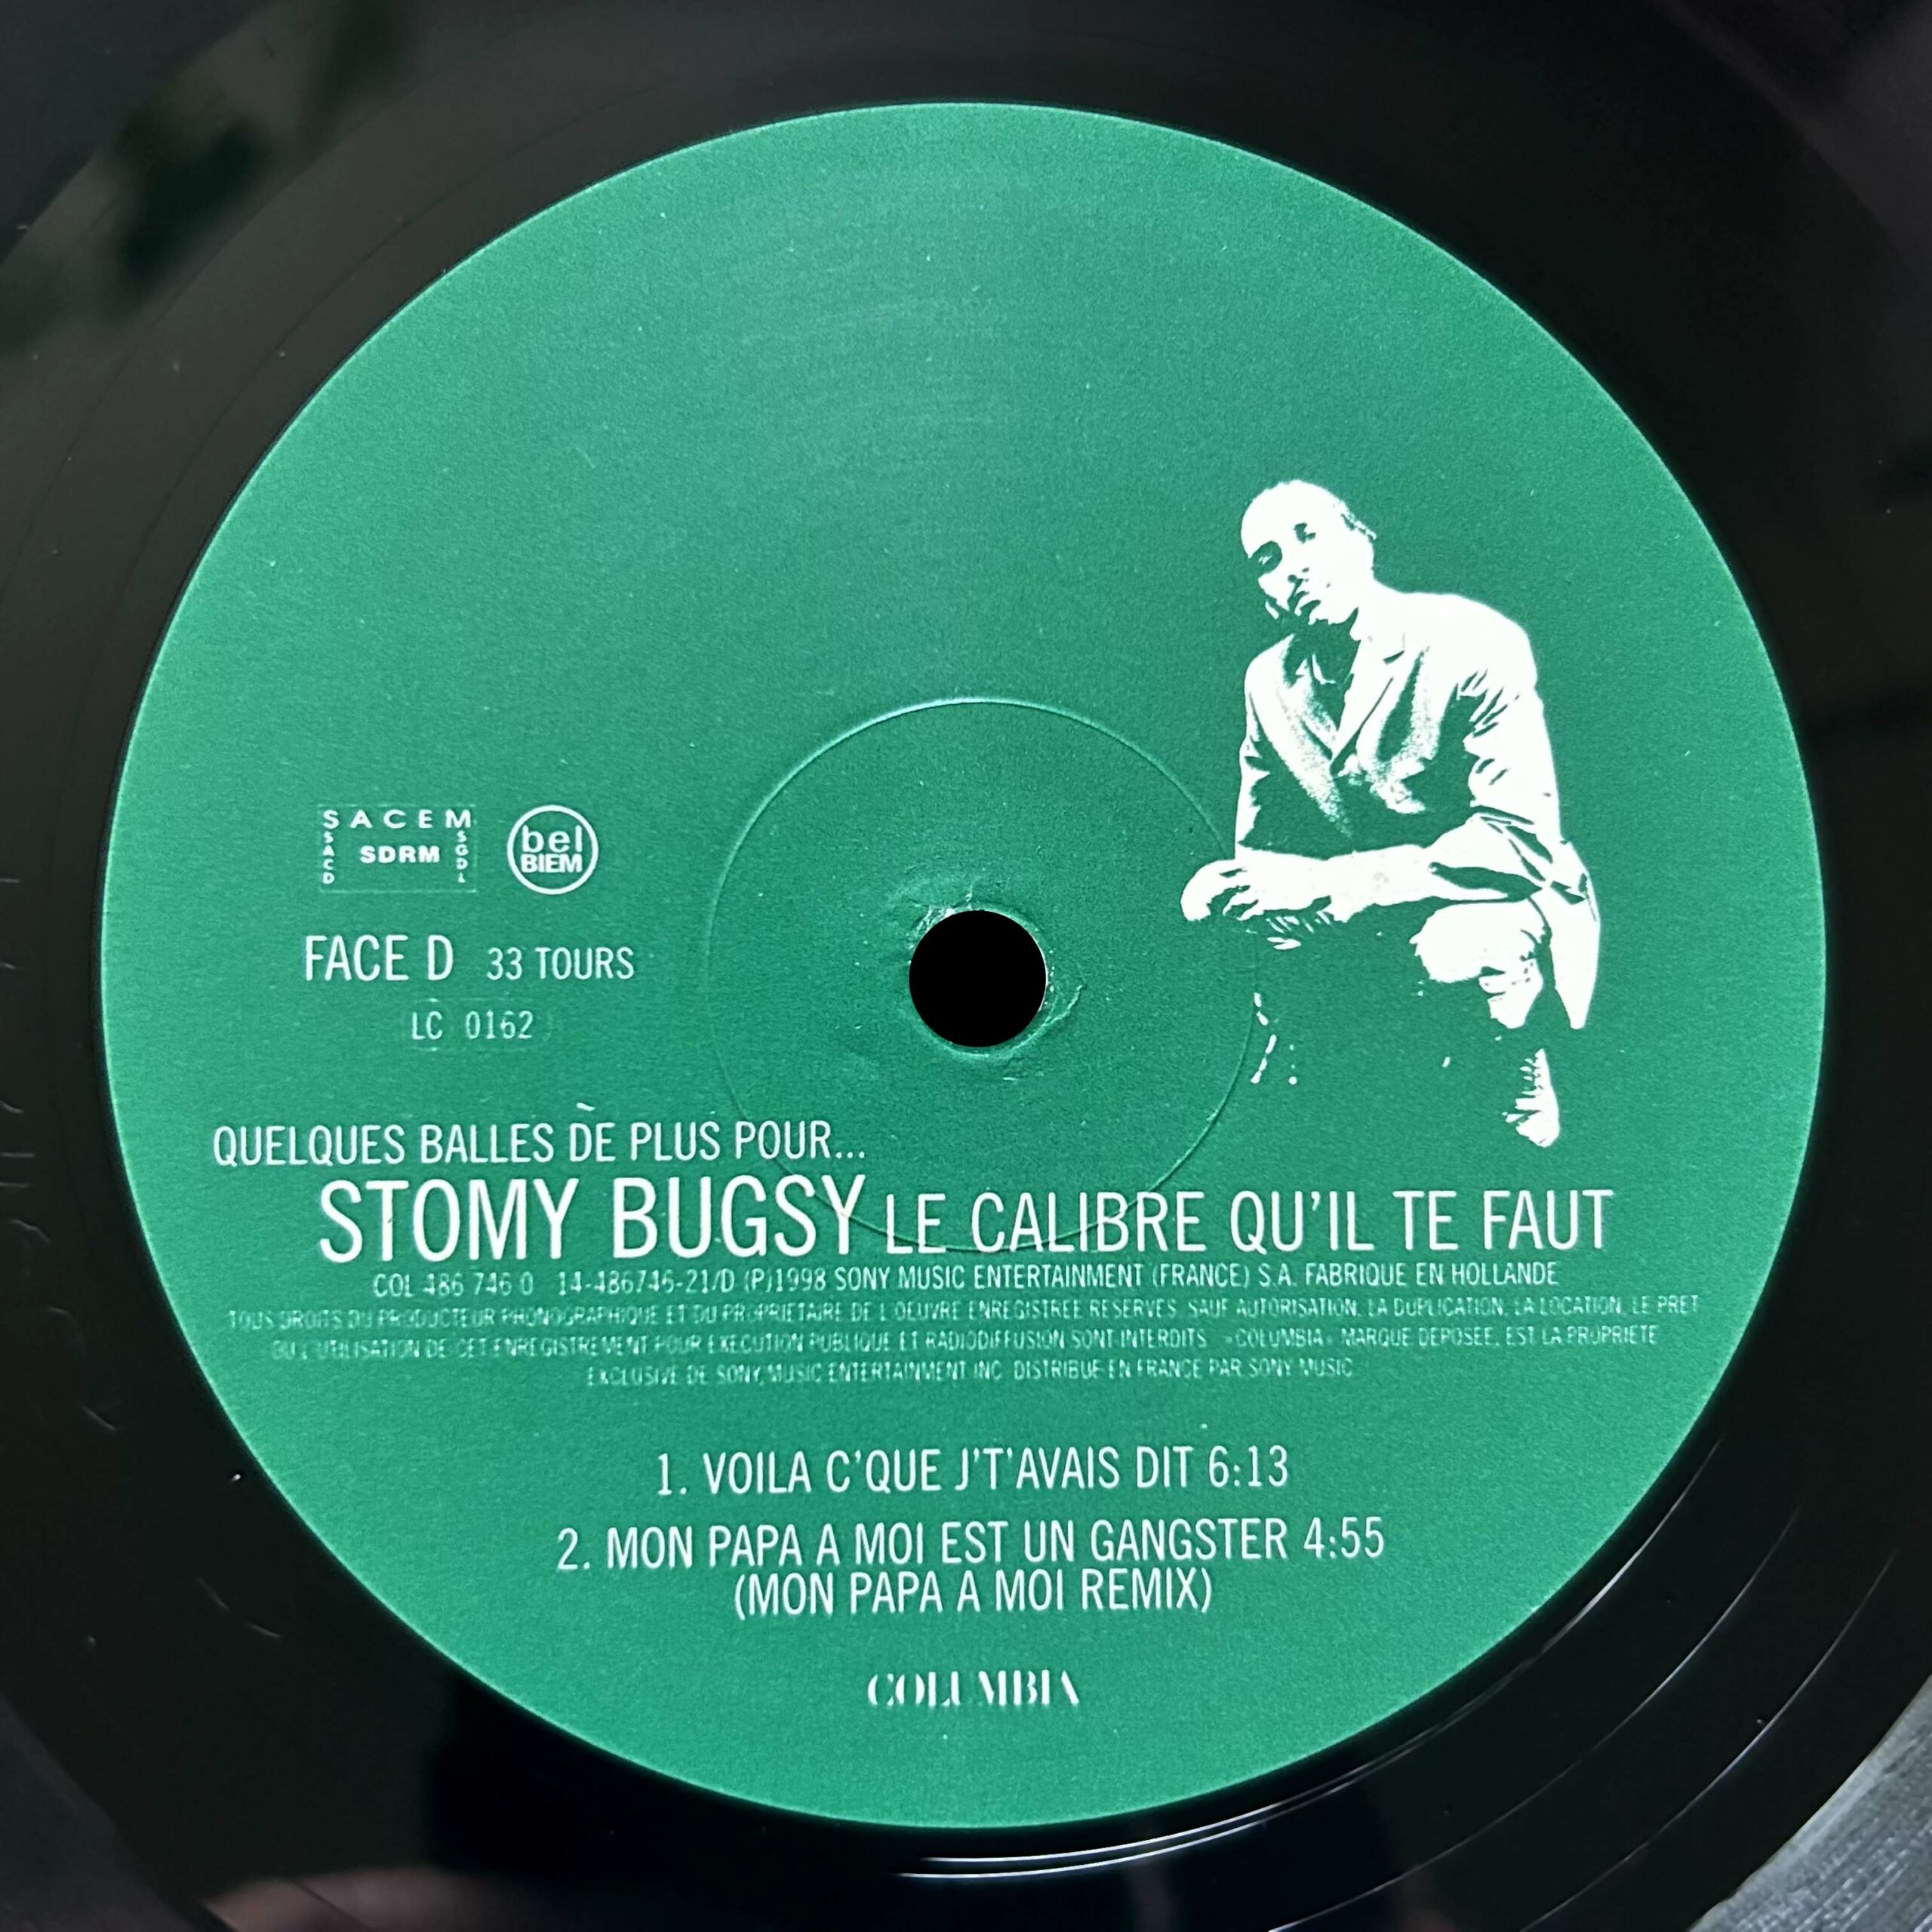 SACEM
SACD
SDRM
SGDL
bel
BIEM
FACE D 33 TOURS
LC 0162
QUELQUES BALLES DE PLUS POUR...
STOMY BUGSY LE CALIBRE QU'IL TE FAUT
COL 486 746 0 14-486746-21/D (P)1998 SONY MUSIC ENTERTAINMENT (FRANCE) S.A. FABRIQUE EN HOLLANDE
TOUS DROITS DU PRODUCTEUR PHONOGRAPHIQUE ET DU PROPRIETAIRE DE L'OEUVRE ENREGISTREE RESERVES. SAUF AUTORISATION, LA DUPLICATION, LA LOCATION, LE PRET
OU L'UTILISATION DE CET ENREGISTREMENT POUR EXECUTION PUBLIQUE ET RADIODIFFUSION SONT INTERDITS. «COLUMBIA» MARQUE DEPOSEE, EST LA PROPRIETE
EXCLUSIVE DE SONY MUSIC ENTERTAINMENT INC. DISTRIBUE EN FRANCE PAR SONY MUSIC
1. VOILA C'QUE J'T'AVAIS DIT 6:13
2. MON PAPA A MOI EST UN GANGSTER 4:55
(MON PAPA A MOI REMIX)
COLUMBIA